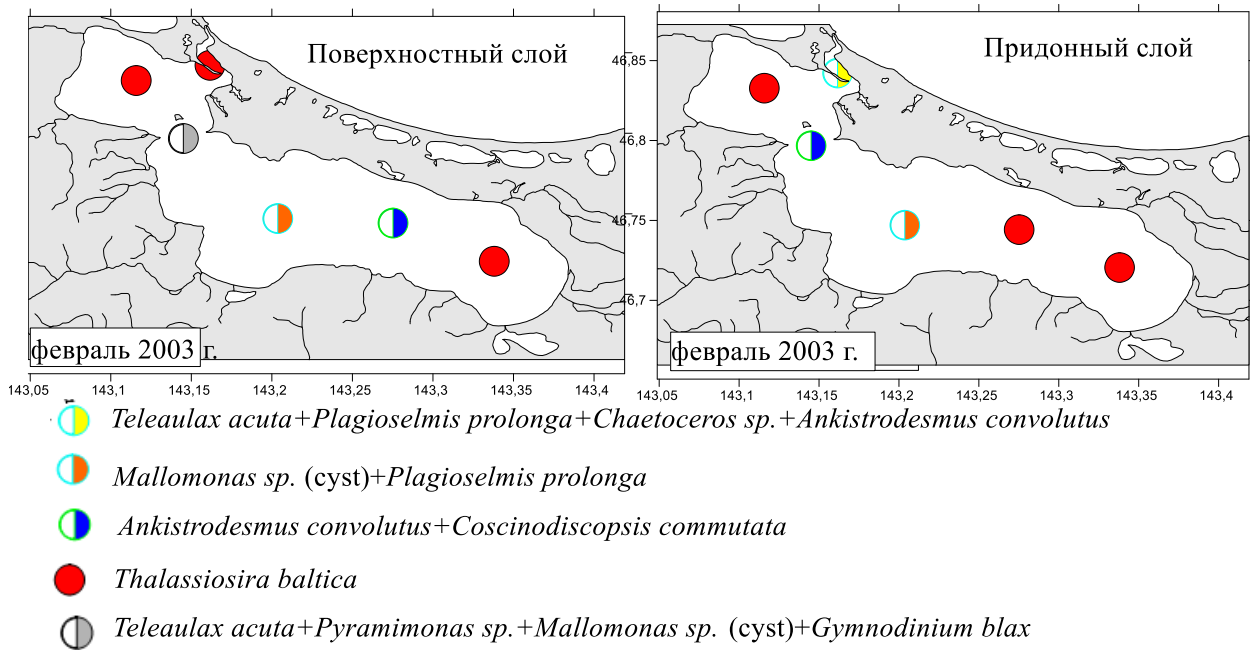 Поверхностный слой
Придонный слой
46,85
46,8
46,75
46,7
февраль 2003 г.
февраль 2003 г.
143,05 143,1 143,15 143,2 143,25 143,3 143,35 143,4
143,05 143,1 143,15 143,2 143,25 143,3 143,35 143,4
Teleaulax acuta+Plagioselmis prolonga+Chaetoceros sp.+Ankistrodesmus convolutus
Mallomonas sp. (cyst)+Plagioselmis prolonga
Ankistrodesmus convolutus+Coscinodiscopsis commutata
Thalassiosira baltica
Teleaulax acuta+Pyramimonas sp.+Mallomonas sp. (cyst)+Gymnodinium blax